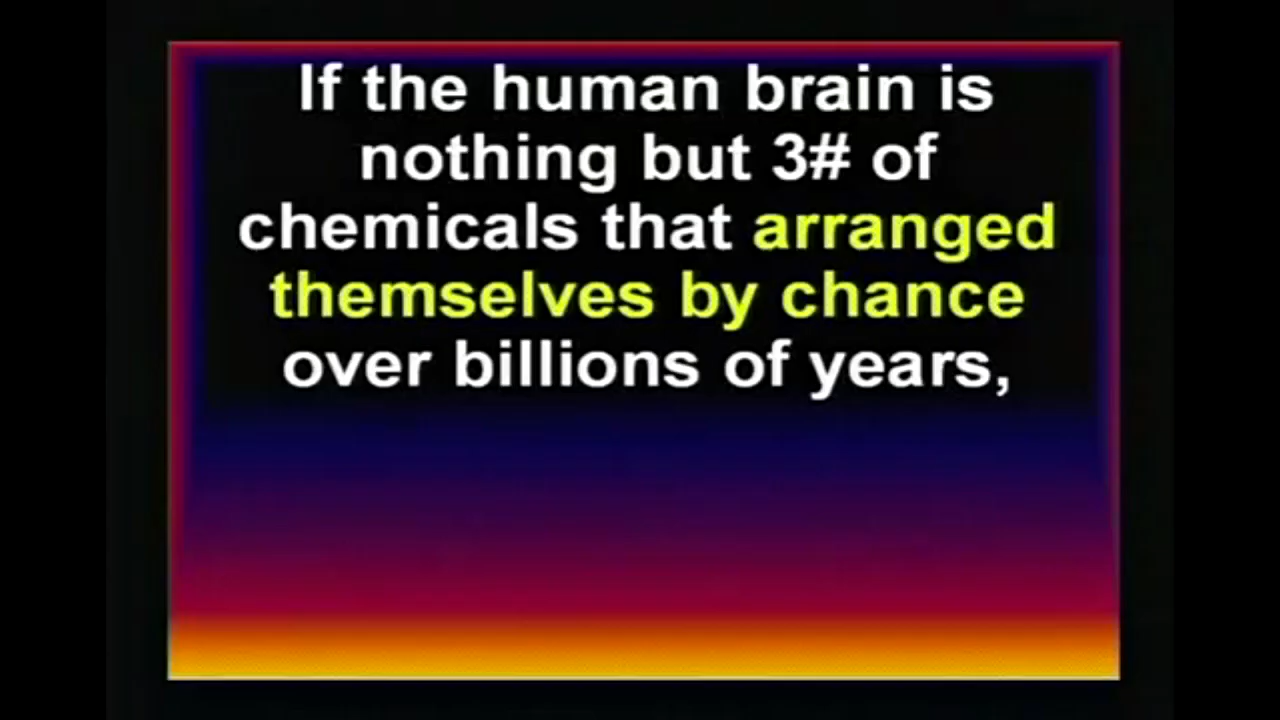 If the human brain is
nothing but 3# of
chemicals that arranged
themselves by chance
over billions of years,